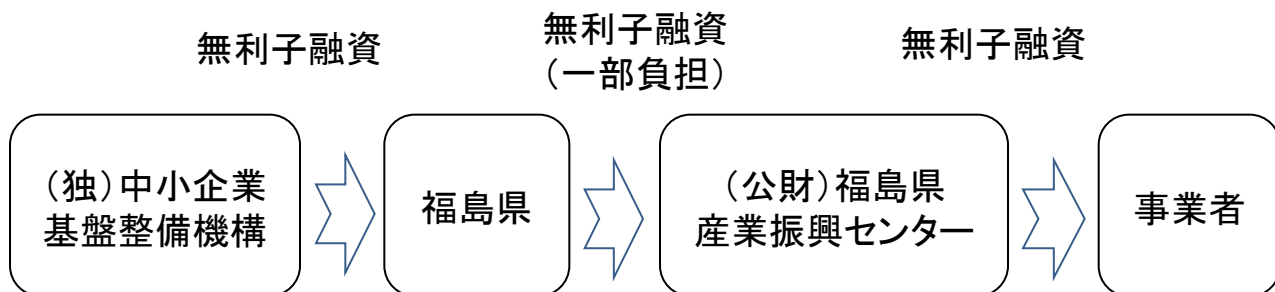 無利子融資
無利子融資
（一部負担）
無利子融資
（独）中小企業
基盤整備機構
福島県
（公財）福島県
産業振興センター
事業者